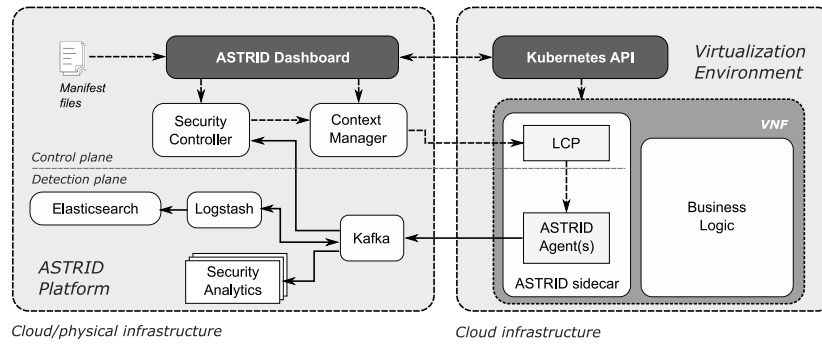 ASTRID Dashboard
Kubernetes API
Virtualization
Environment
Manifest
files
Security
Controller
Context
Manager
LCP
VNF
Control plane
Detection plane
Elasticsearch
Logstash
Kafka
ASTRID
Agent(s)
Business
Logic
ASTRID
Platform
Security
Analytics
ASTRID sidecar
Cloud/physical infrastructure
Cloud infrastructure